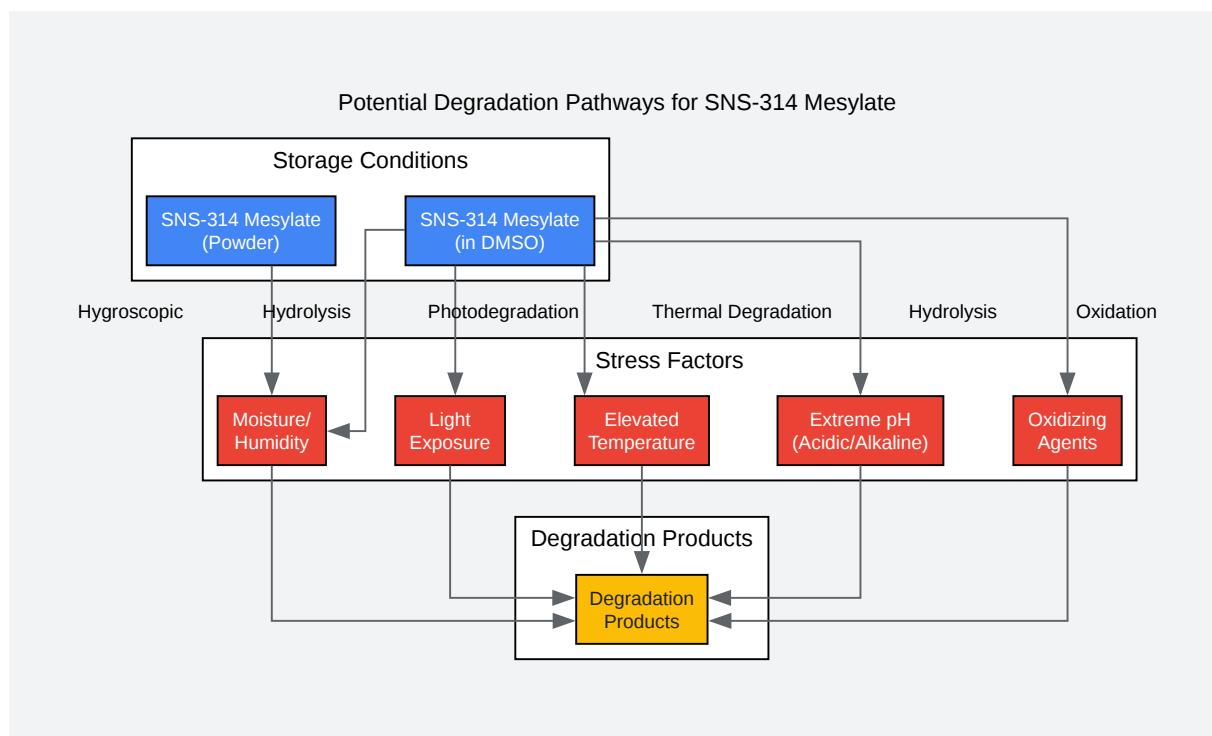 Potential Degradation Pathways for SNS-314 Mesylate
Storage Conditions
SNS-314 Mesylate
(Powder)
SNS-314 Mesylate
(in DMSO)
Hygroscopic
Hydrolysis
Photodegradation
Thermal Degradation
Hydrolysis
Oxidation
Stress Factors
Moisture/
Humidity
Light
Exposure
Elevated
Temperature
Extreme pH
(Acidic/Alkaline)
Oxidizing
Agents
Degradation Products
Degradation
Products